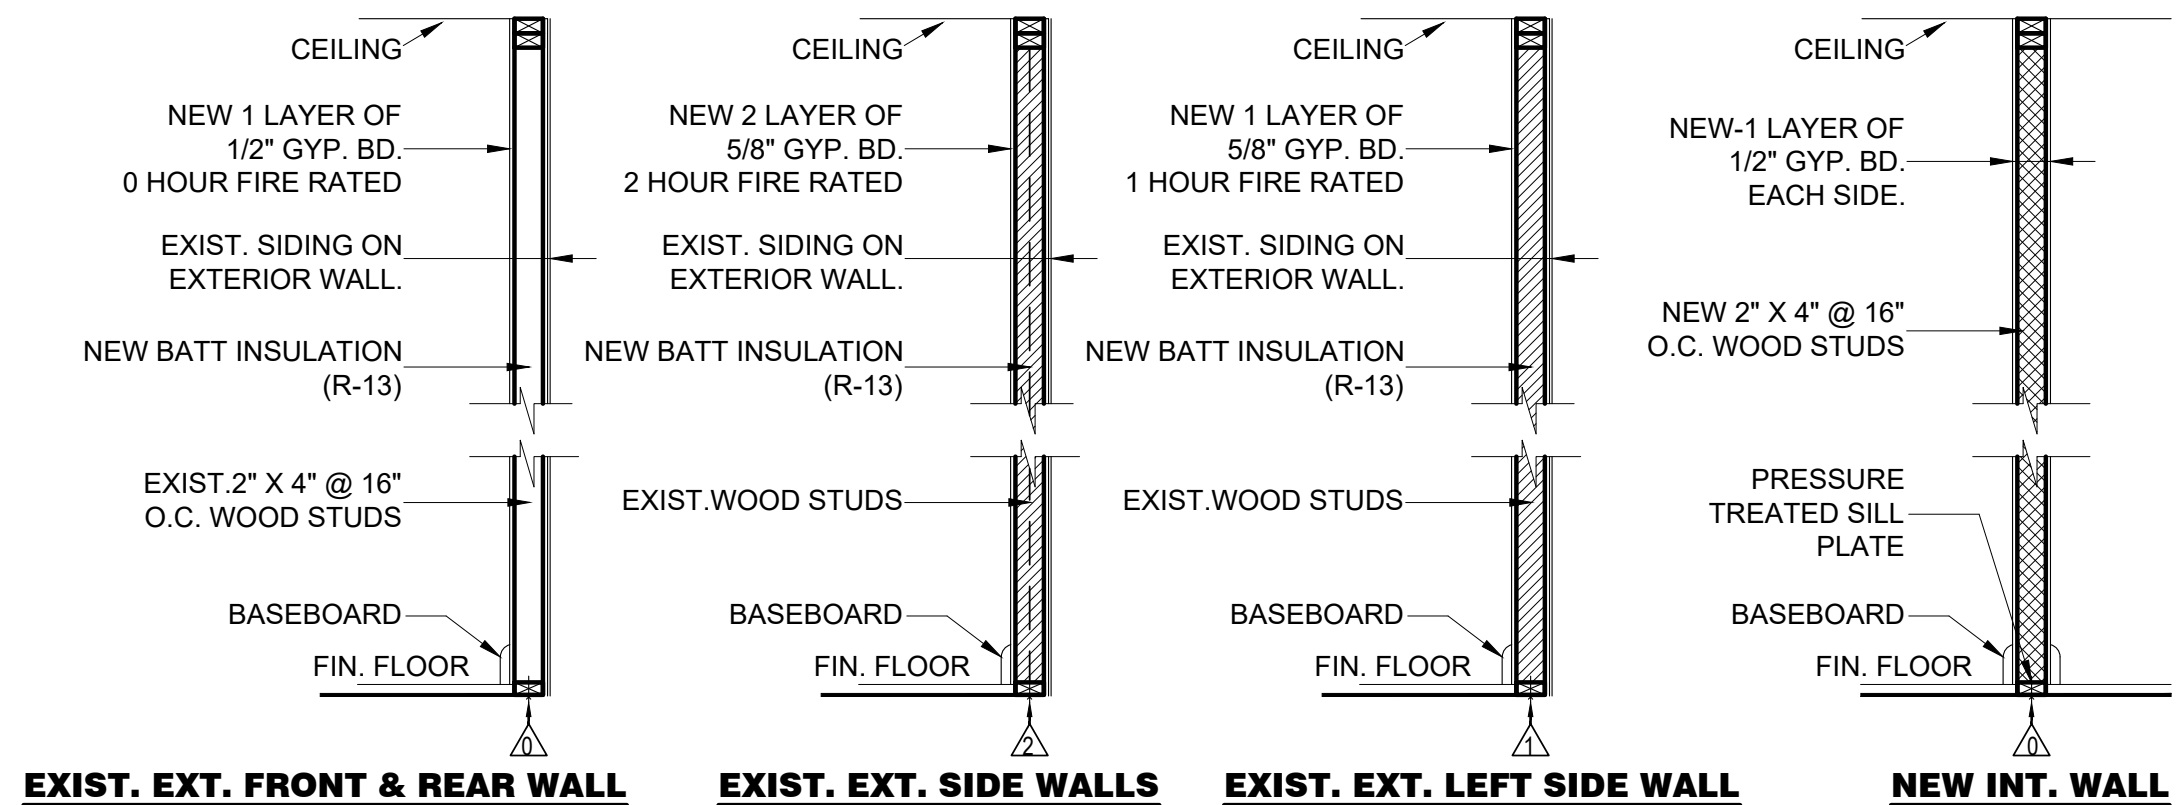 CEILING
NEW 1 LAYER OF
1/2" GYP. BD.
0 HOUR FIRE RATED
EXIST. SIDING ON
EXTERIOR WALL.
NEW BATT INSULATION
(R-13)
EXIST.2" X 4" @ 16"
O.C. WOOD STUDS
BASEBOARD
FIN. FLOOR
0
EXIST. EXT. FRONT & REAR WALL
CEILING
NEW 2 LAYER OF
5/8" GYP. BD.
2 HOUR FIRE RATED
EXIST. SIDING ON
EXTERIOR WALL.
NEW BATT INSULATION
(R-13)
EXIST.WOOD STUDS
BASEBOARD
FIN. FLOOR
2
EXIST. EXT. SIDE WALLS
CEILING
NEW 1 LAYER OF
5/8" GYP. BD.
1 HOUR FIRE RATED
EXIST. SIDING ON
EXTERIOR WALL.
NEW BATT INSULATION
(R-13)
EXIST.WOOD STUDS
BASEBOARD
FIN. FLOOR
1
EXIST. EXT. LEFT SIDE WALL
CEILING
NEW-1 LAYER OF
1/2" GYP. BD.
EACH SIDE.
NEW 2" X 4" @ 16"
O.C. WOOD STUDS
PRESSURE
TREATED SILL
PLATE
BASEBOARD
FIN. FLOOR
0
NEW INT. WALL